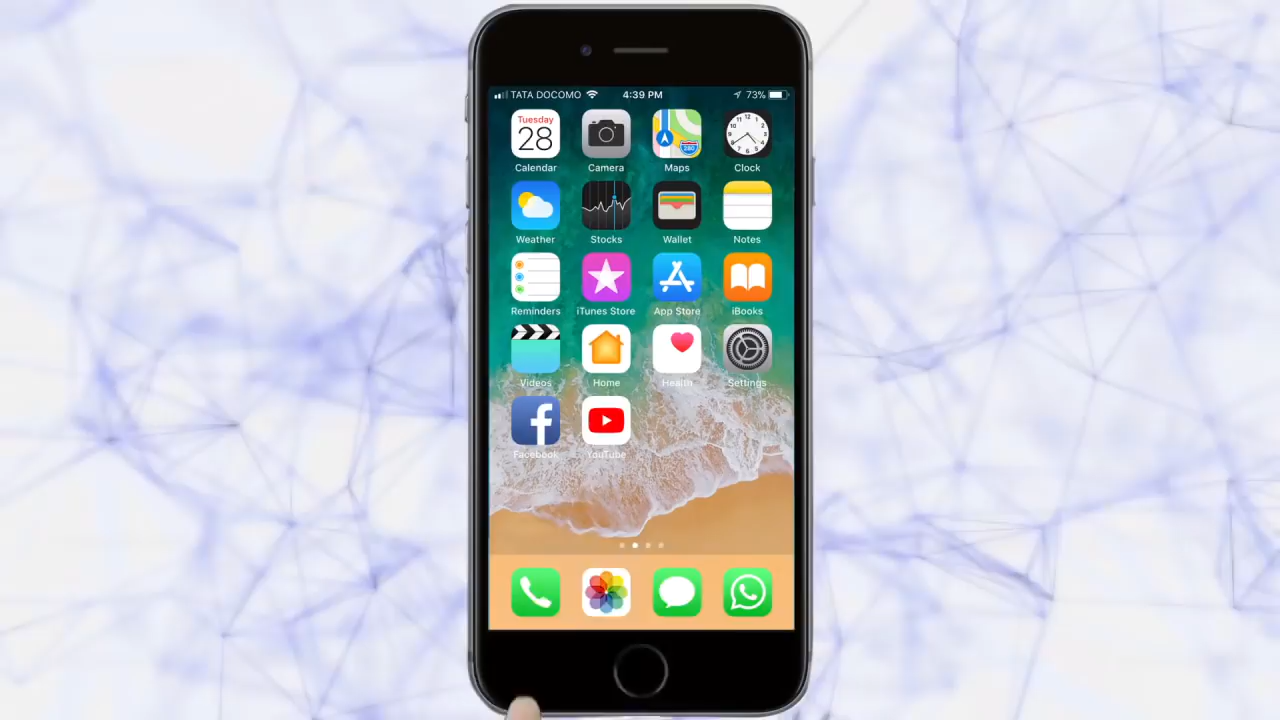 TATA DOCOMO 4:39 PM 73%
Tuesday
28
280
Calendar Camera Maps Clock
Weather Stocks Wallet Notes
Reminders iTunes Store App Store iBooks
Videos Home Health Settings
Facebook YouTube